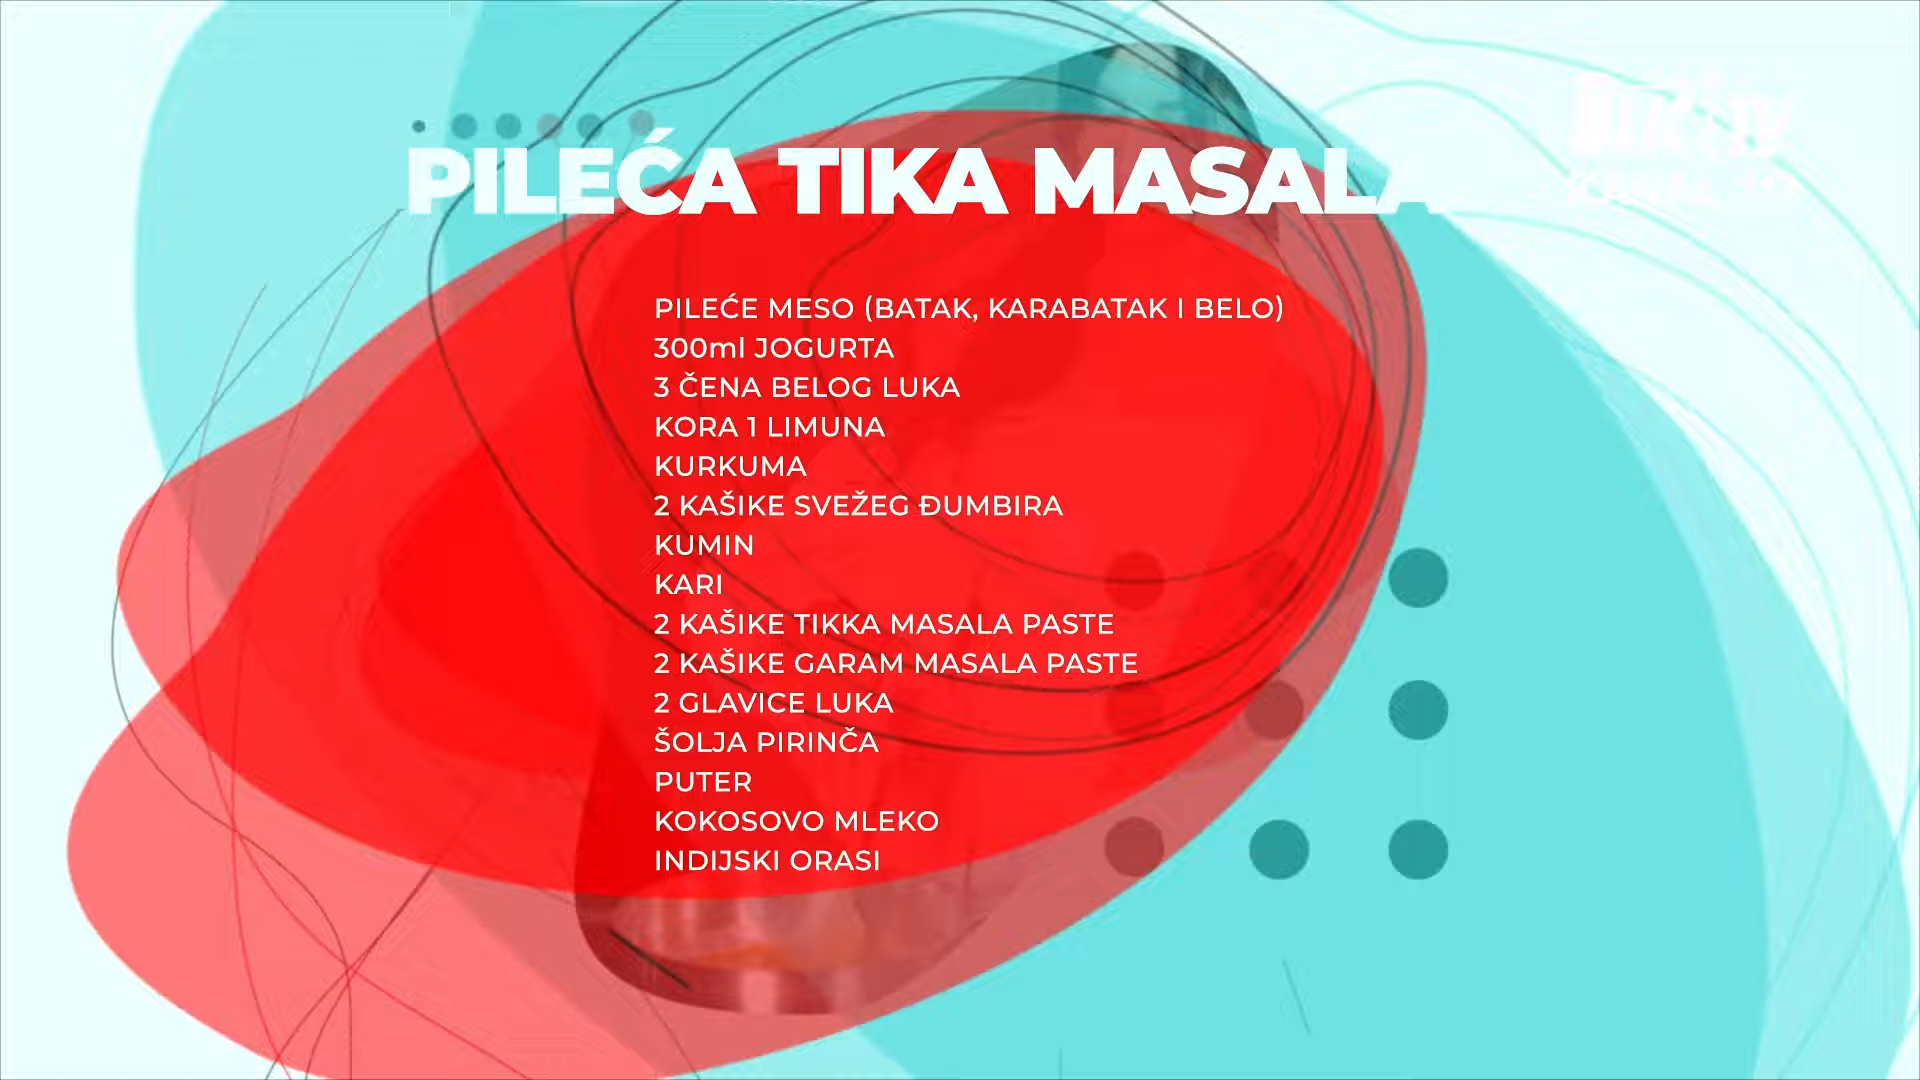 PILEĆA TIKA MASALA
PILEĆE MESO (BATAK, KARABATAK I BELO)
300ml JOGURTA
3 ČENA BELOG LUKA
KORA 1 LIMUNA
KURKUMA
2 KAŠIKE SVEŽEG ĐUMBIRA
KUMIN
KARI
2 KAŠIKE TIKKA MASALA PASTE
2 KAŠIKE GARAM MASALA PASTE
2 GLAVICE LUKA
ŠOLJA PIRINČA
PUTER
KOKOSOVO MLEKO
INDIJSKI ORASI